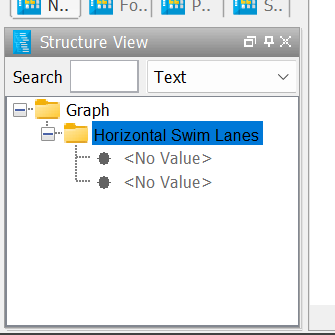 N.. Fo.. P.. S..
Structure View
Search Text
Graph
Horizontal Swim Lanes
<No Value>
<No Value>